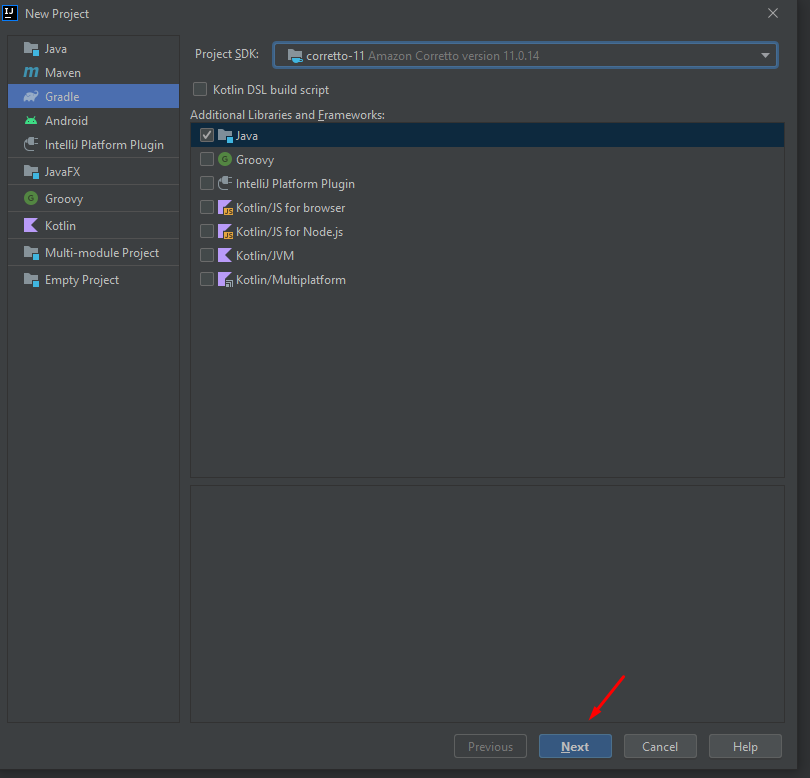 New Project
Java
Maven
Gradle
Android
IntelliJ Platform Plugin
JavaFX
Groovy
Kotlin
Multi-module Project
Empty Project
Project SDK: corretto-11 Amazon Corretto version 11.0.14
Kotlin DSL build script
Additional Libraries and Frameworks:
Java
Groovy
IntelliJ Platform Plugin
Kotlin/JS for browser
Kotlin/JS for Node.js
Kotlin/JVM
Kotlin/Multiplatform
Previous Next Cancel Help